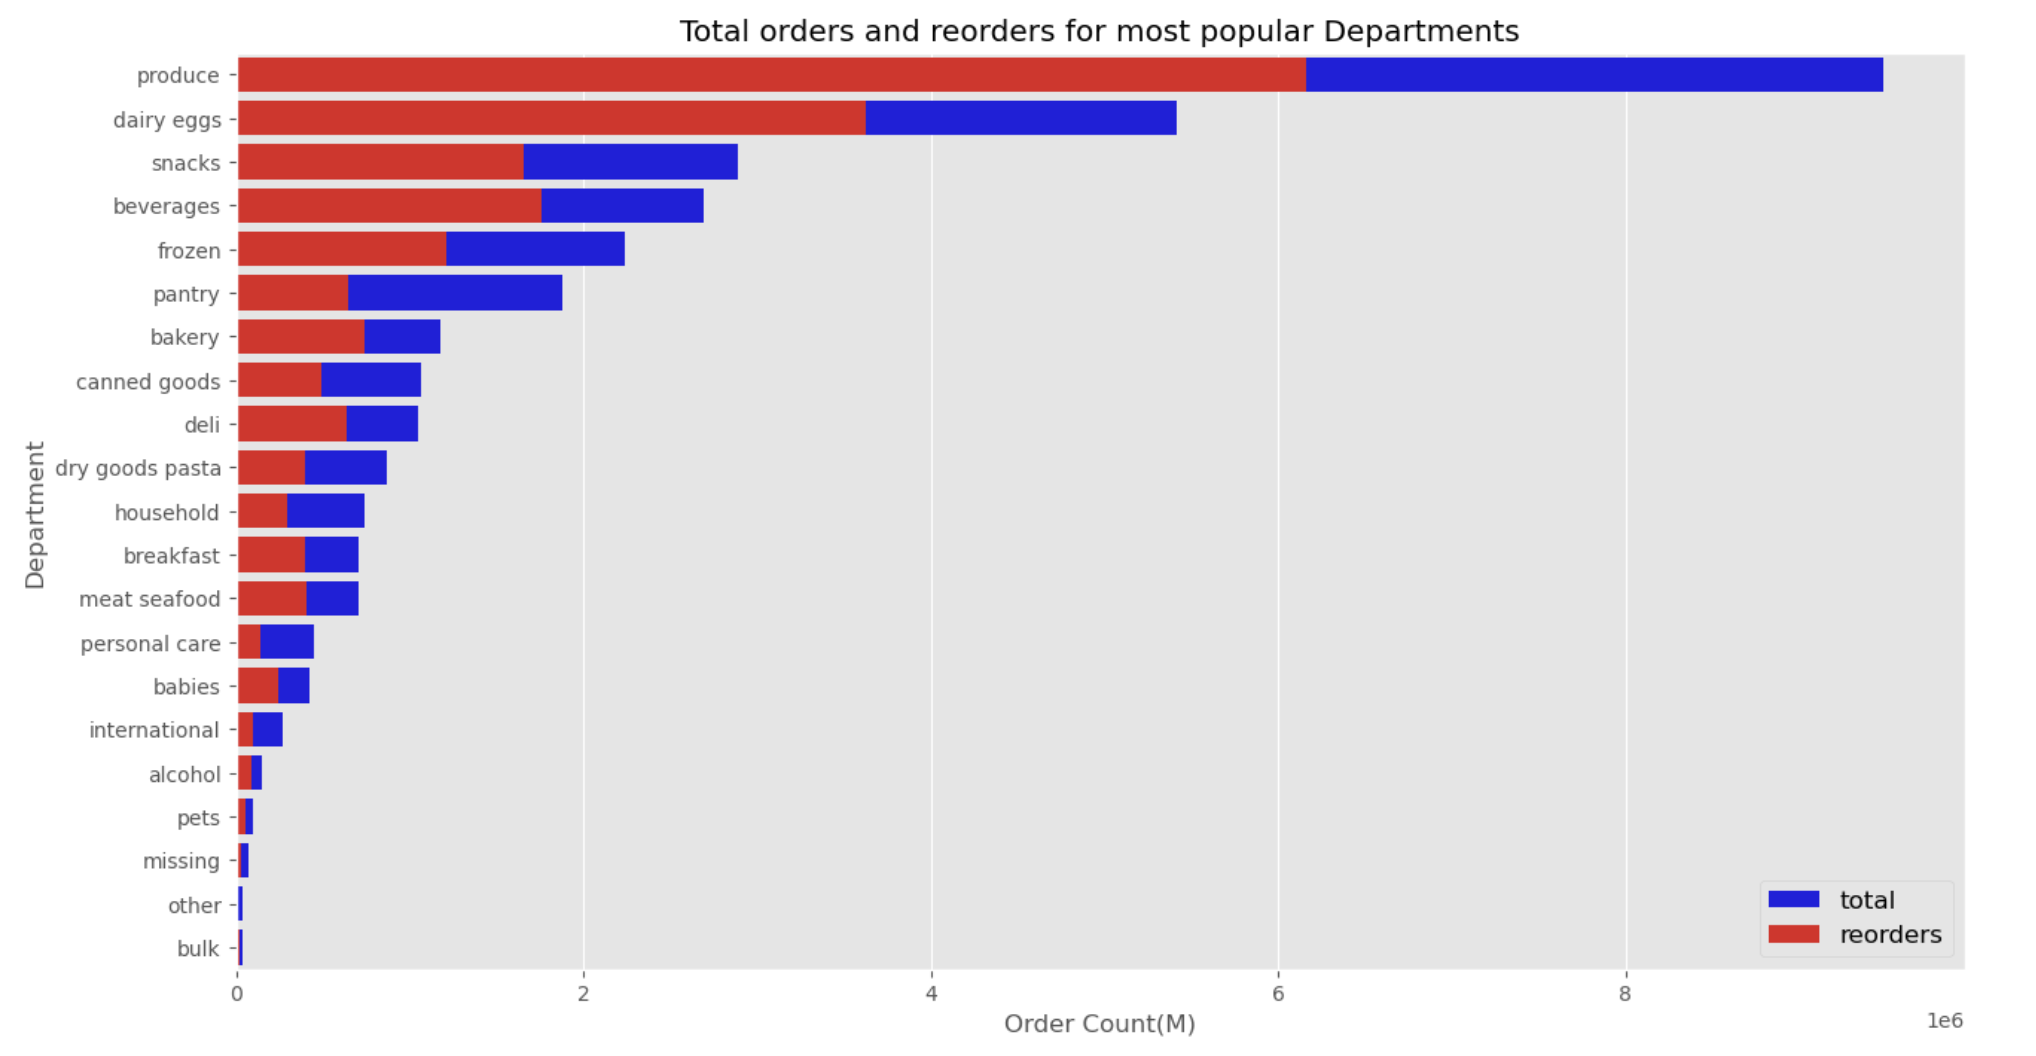 Total orders and reorders for most popular Departments
produce
dairy eggs
snacks
beverages
frozen
pantry
bakery
canned goods
deli
dry goods pasta
household
breakfast
meat seafood
personal care
babies
international
alcohol
pets
missing
other
bulk
Department
total
reorders
0 2 4 6 8
1e6
Order Count(M)